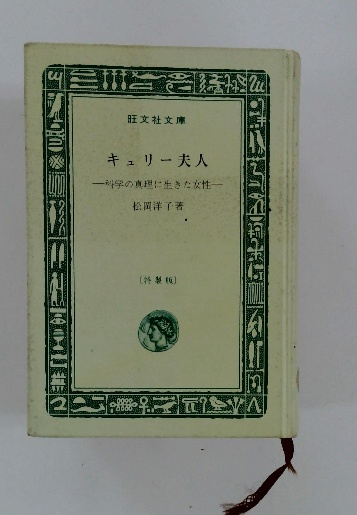 旺文社文庫
キュリー夫人
―科学の真理に生きた女性―
松岡洋子著
〔特製版〕